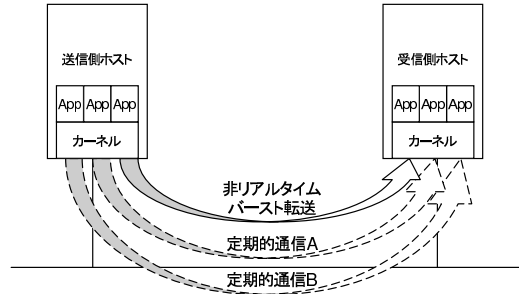 送信側ホスト
App App App
カーネル
受信側ホスト
App App App
カーネル
非リアルタイム
バースト転送
定期的通信A
定期的通信B